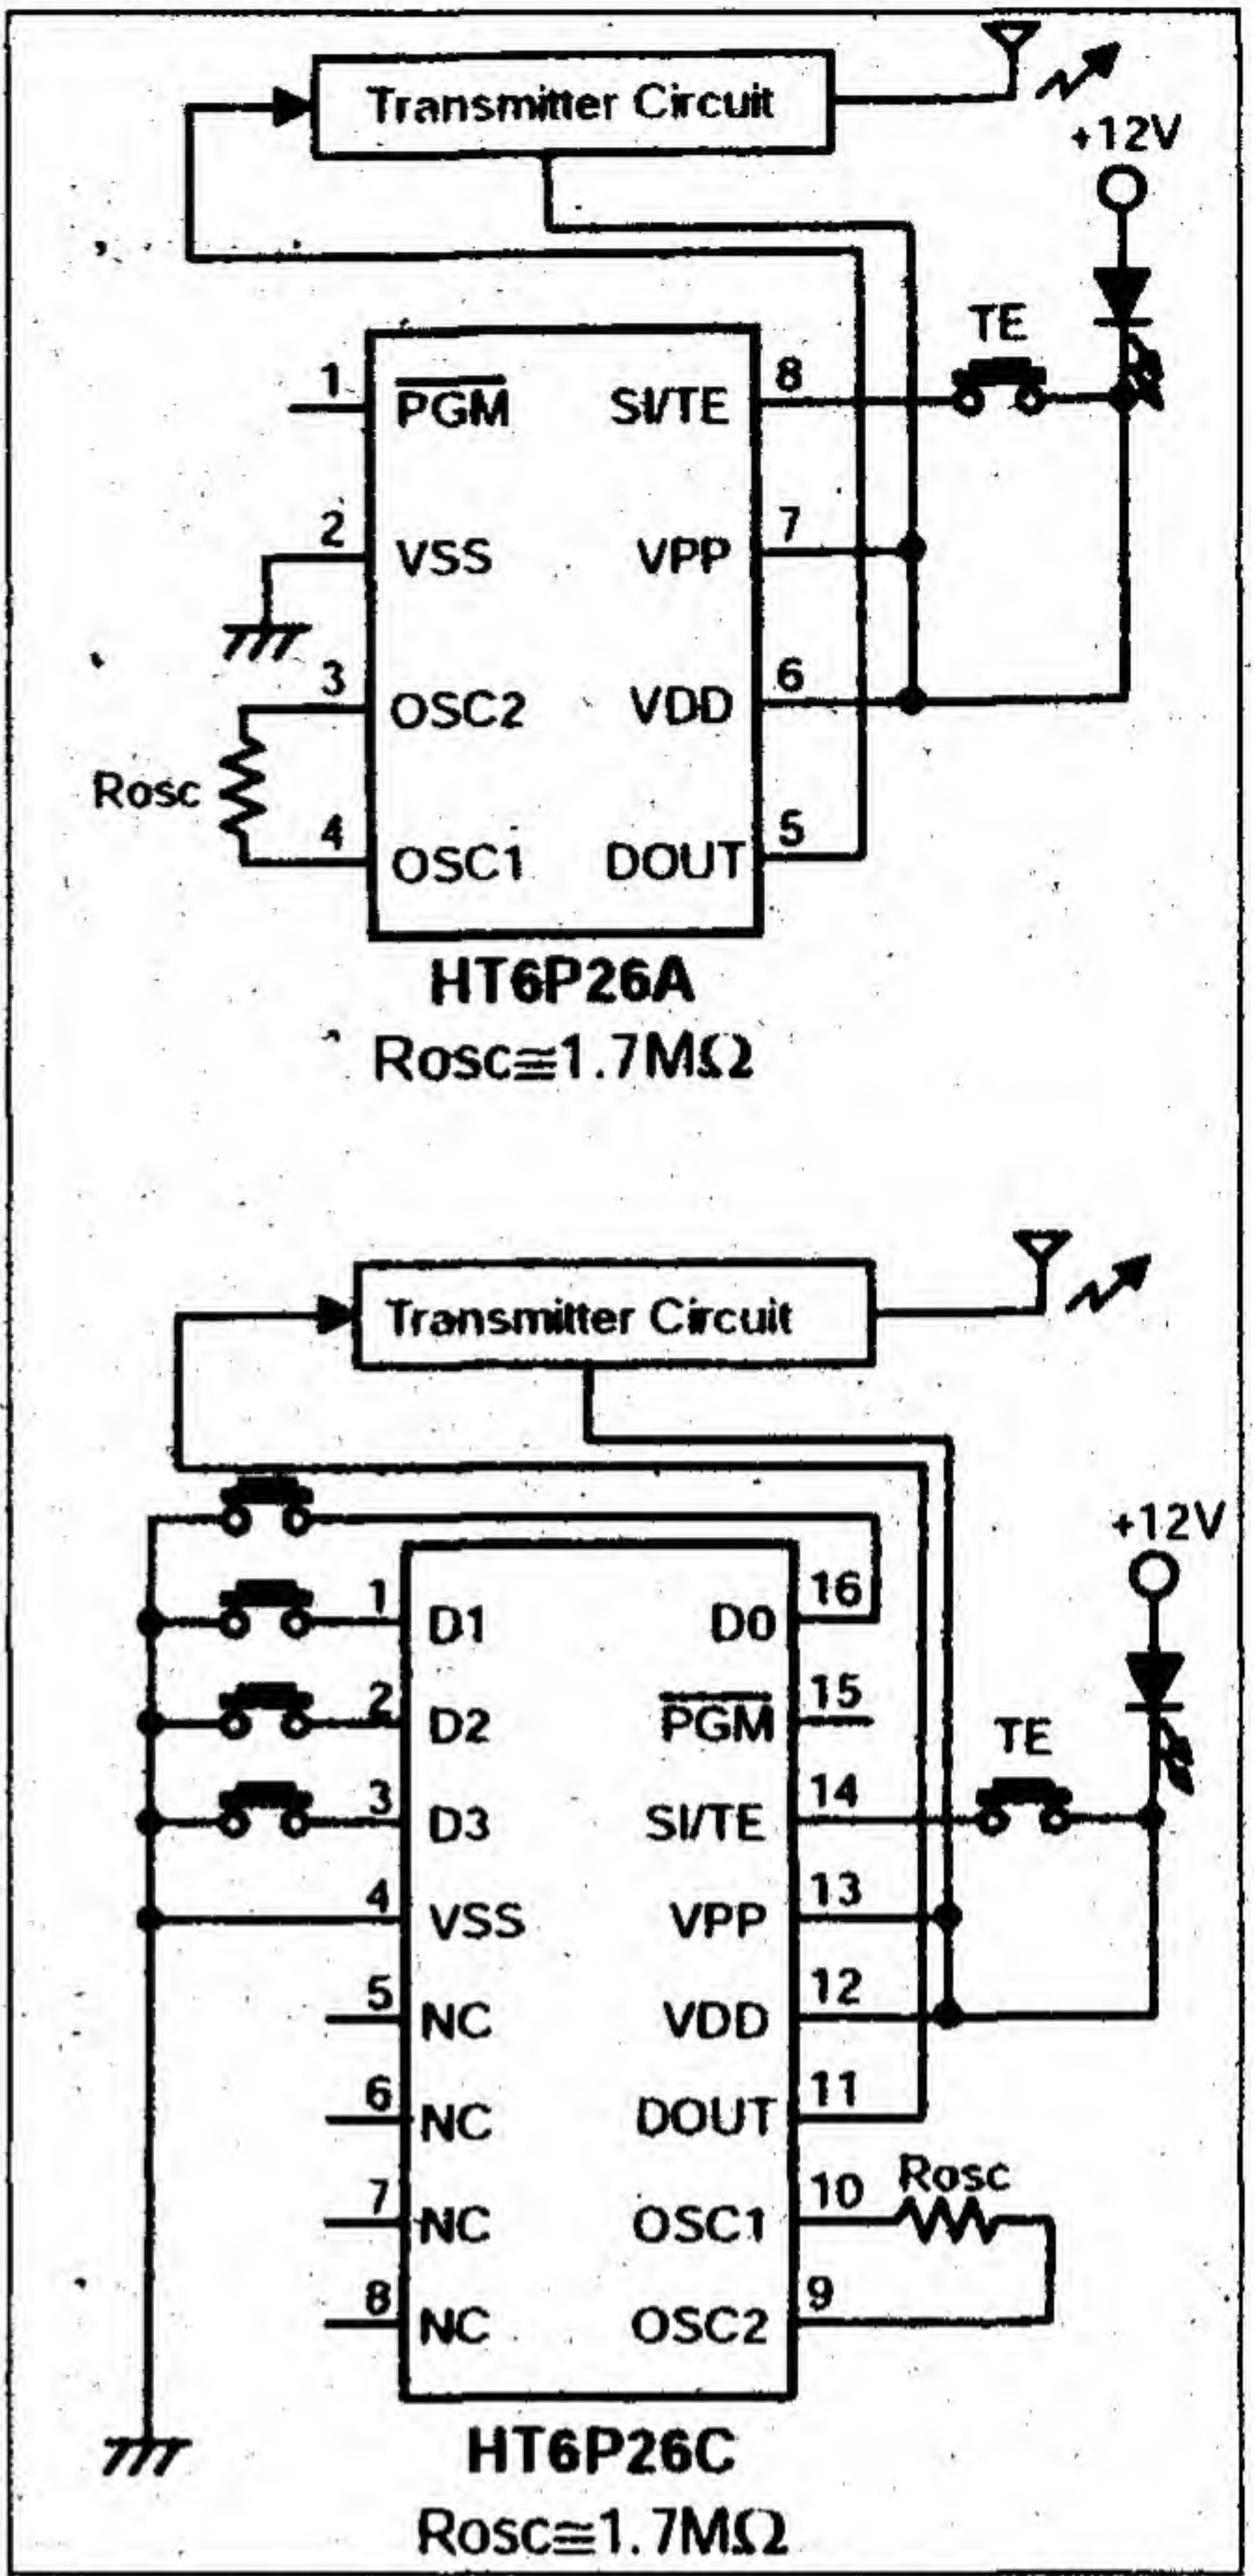 Transmitter Circuit
+12V
TE
1 PGM SI/TE 8
2 VSS VPP 7
3 OSC2 VDD 6
Rosc
4 OSC1 DOUT 5
HT6P26A
Rosc≅1.7MΩ
Transmitter Circuit
+12V
1 D1 D0 16
2 D2 PGM 15
TE
3 D3 SI/TE 14
4 VSS VPP 13
5 NC VDD 12
6 NC DOUT 11
Rosc
7 NC OSC1 10
8 NC OSC2 9
HT6P26C
Rosc≅1.7MΩ